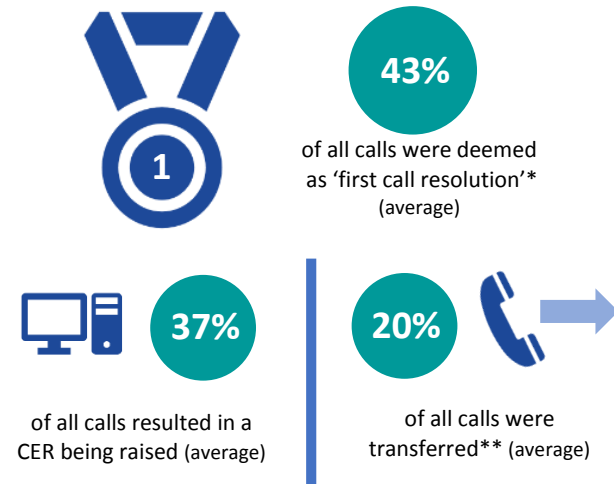 1
43%
of all calls were deemed
as ‘first call resolution’*
(average)
37%
of all calls resulted in a
CER being raised (average)
20%
of all calls were
transferred** (average)